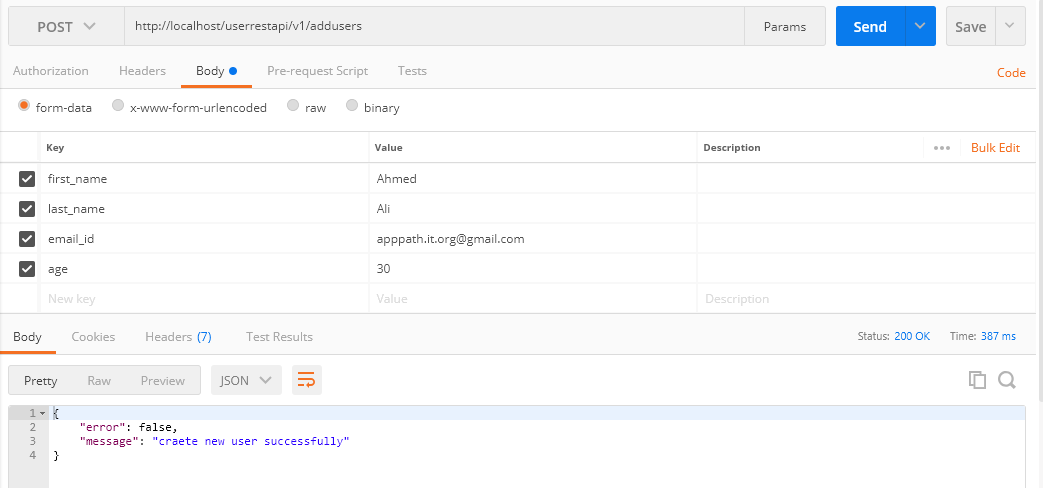 POST http://localhost/userrestapi/v1/addusers Params Send Save
Authorization Headers Body Pre-request Script Tests Code
form-data x-www-form-urlencoded raw binary
Key Value Description ••• Bulk Edit
first_name Ahmed
last_name Ali
email_id apppath.it.org@gmail.com
age 30
New key Value Description
Body Cookies Headers (7) Test Results Status: 200 OK Time: 387 ms
Pretty Raw Preview JSON
1 {
2 "error": false,
3 "message": "craete new user successfully"
4 }